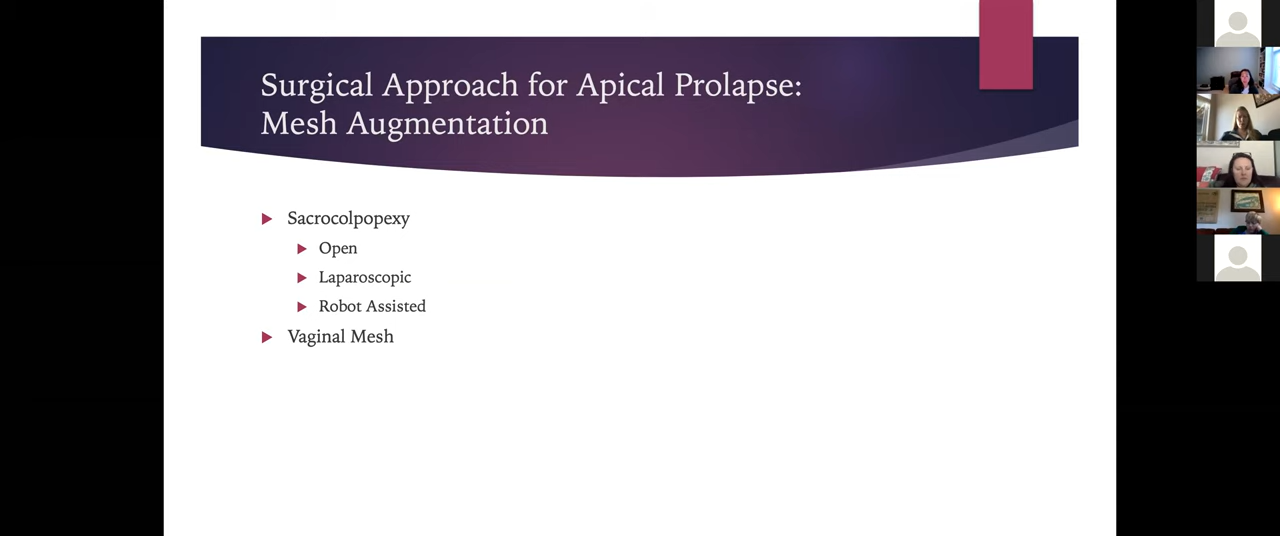 Surgical Approach for Apical Prolapse:
Mesh Augmentation
Sacrocolpopexy
Open
Laparoscopic
Robot Assisted
Vaginal Mesh